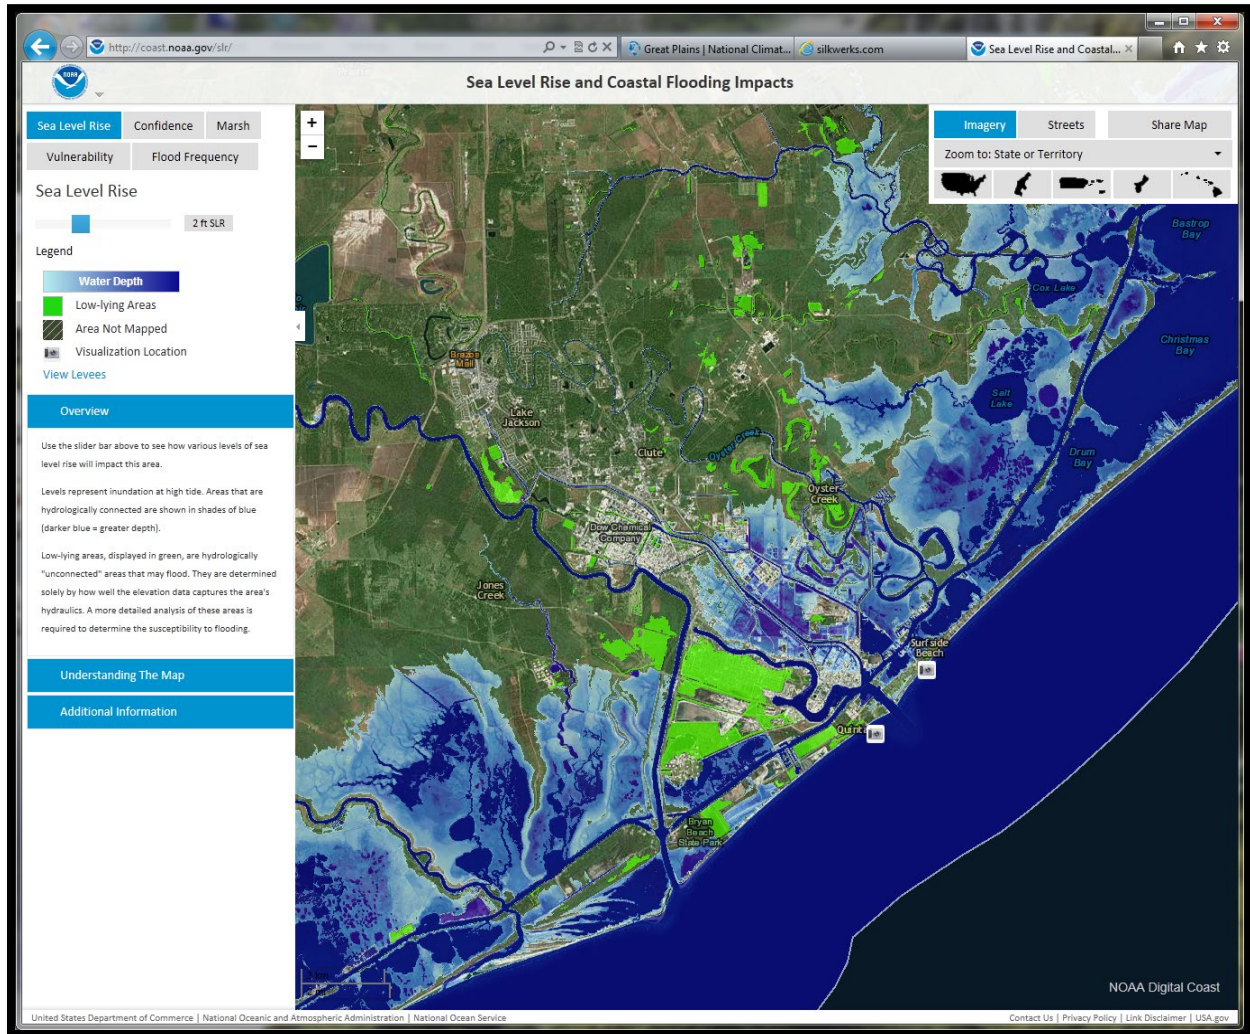 http://coast.noaa.gov/slr/
Great Plains | National Climat...
silkwerks.com
Sea Level Rise and Coastal...
NOAA
Sea Level Rise and Coastal Flooding Impacts
Sea Level Rise
Confidence
Marsh
Vulnerability
Flood Frequency
Sea Level Rise
2 ft SLR
Legend
Water Depth
Low-lying Areas
Area Not Mapped
Visualization Location
View Levees
Overview
Use the slider bar above to see how various levels of sea
level rise will impact this area.
Levels represent inundation at high tide. Areas that are
hydrologically connected are shown in shades of blue
(darker blue = greater depth).
Low-lying areas, displayed in green, are hydrologically
"unconnected" areas that may flood. They are determined
solely by how well the elevation data captures the area's
hydraulics. A more detailed analysis of these areas is
required to determine the susceptibility to flooding.
Understanding The Map
Additional Information
+
−
Imagery
Streets
Share Map
Zoom to: State or Territory
Bastrop
Bay
Cox Lake
Christmas
Bay
Brazos
Mall
Salt
Lake
Lake
Jackson
Drum
Bay
Clute
Oyster Creek
Oyster
Creek
Dow Chemical
Company
Jones
Creek
Surfside
Beach
Quinta
Bryan
Beach
State Park
NOAA Digital Coast
United States Department of Commerce | National Oceanic and Atmospheric Administration | National Ocean Service
Contact Us | Privacy Policy | Link Disclaimer | USA.gov